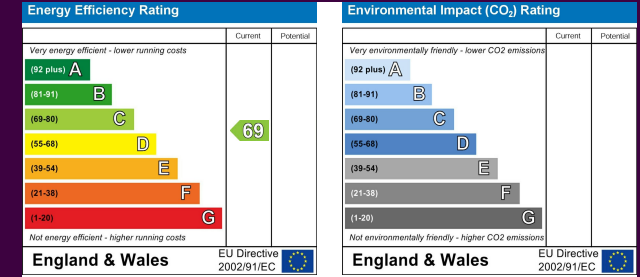 Energy Efficiency Rating
Current Potential
Very energy efficient - lower running costs
(92 plus) A
(81-91) B
(69-80) C
(55-68) D
(39-54) E
(21-38) F
(1-20) G
69
Not energy efficient - higher running costs
England & Wales
EU Directive
2002/91/EC
Environmental Impact (CO₂) Rating
Current Potential
Very environmentally friendly - lower CO2 emissions
(92 plus) A
(81-91) B
(69-80) C
(55-68) D
(39-54) E
(21-38) F
(1-20) G
Not environmentally friendly - higher CO2 emissions
England & Wales
EU Directive
2002/91/EC